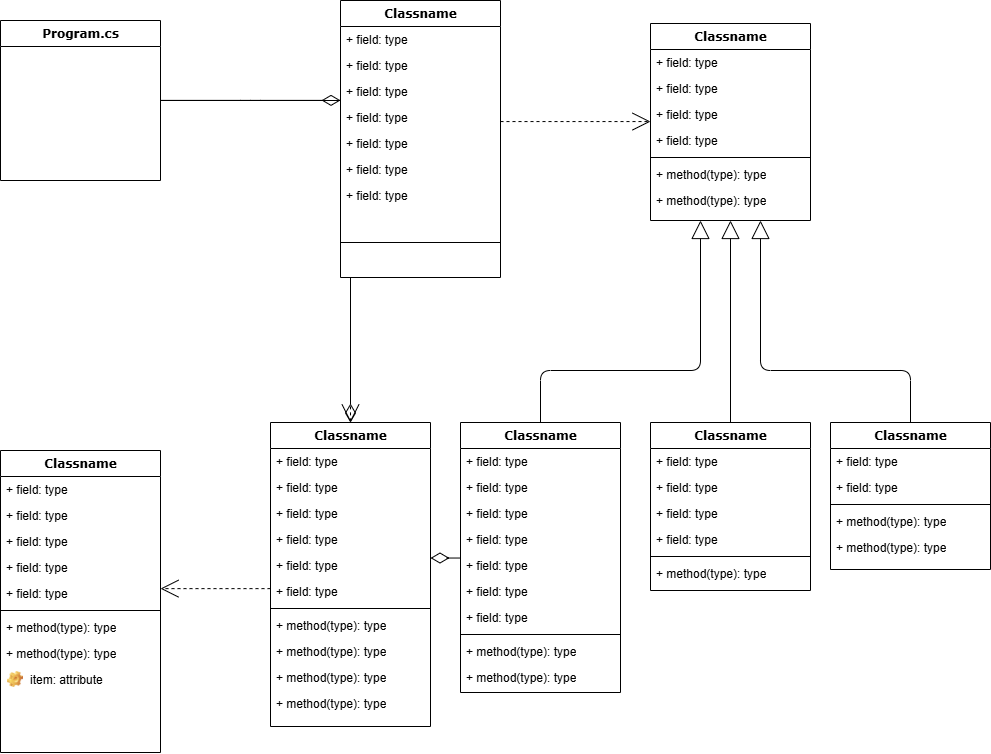 Program.cs
Classname
+ field: type
+ field: type
+ field: type
+ field: type
+ field: type
+ field: type
+ field: type
Classname
+ field: type
+ field: type
+ field: type
+ field: type
+ method(type): type
+ method(type): type
Classname
+ field: type
+ field: type
+ field: type
+ field: type
+ field: type
+ method(type): type
+ method(type): type
item: attribute
Classname
+ field: type
+ field: type
+ field: type
+ field: type
+ field: type
+ field: type
+ method(type): type
+ method(type): type
+ method(type): type
+ method(type): type
Classname
+ field: type
+ field: type
+ field: type
+ field: type
+ field: type
+ field: type
+ field: type
+ method(type): type
+ method(type): type
Classname
+ field: type
+ field: type
+ field: type
+ field: type
+ method(type): type
Classname
+ field: type
+ field: type
+ method(type): type
+ method(type): type